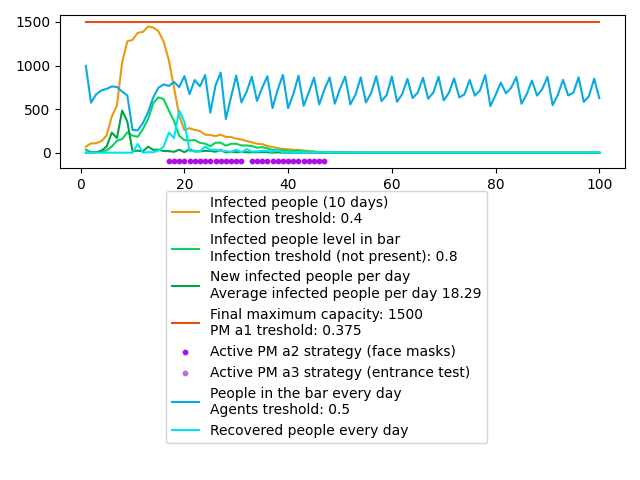 1500
1000
500
0
0
20
40
60
80
100
Infected people (10 days)
Infection treshold: 0.4
Infected people level in bar
Infection treshold (not present): 0.8
New infected people per day
Average infected people per day 18.29
Final maximum capacity: 1500
PM a1 treshold: 0.375
Active PM a2 strategy (face masks)
Active PM a3 strategy (entrance test)
People in the bar every day
Agents treshold: 0.5
Recovered people every day